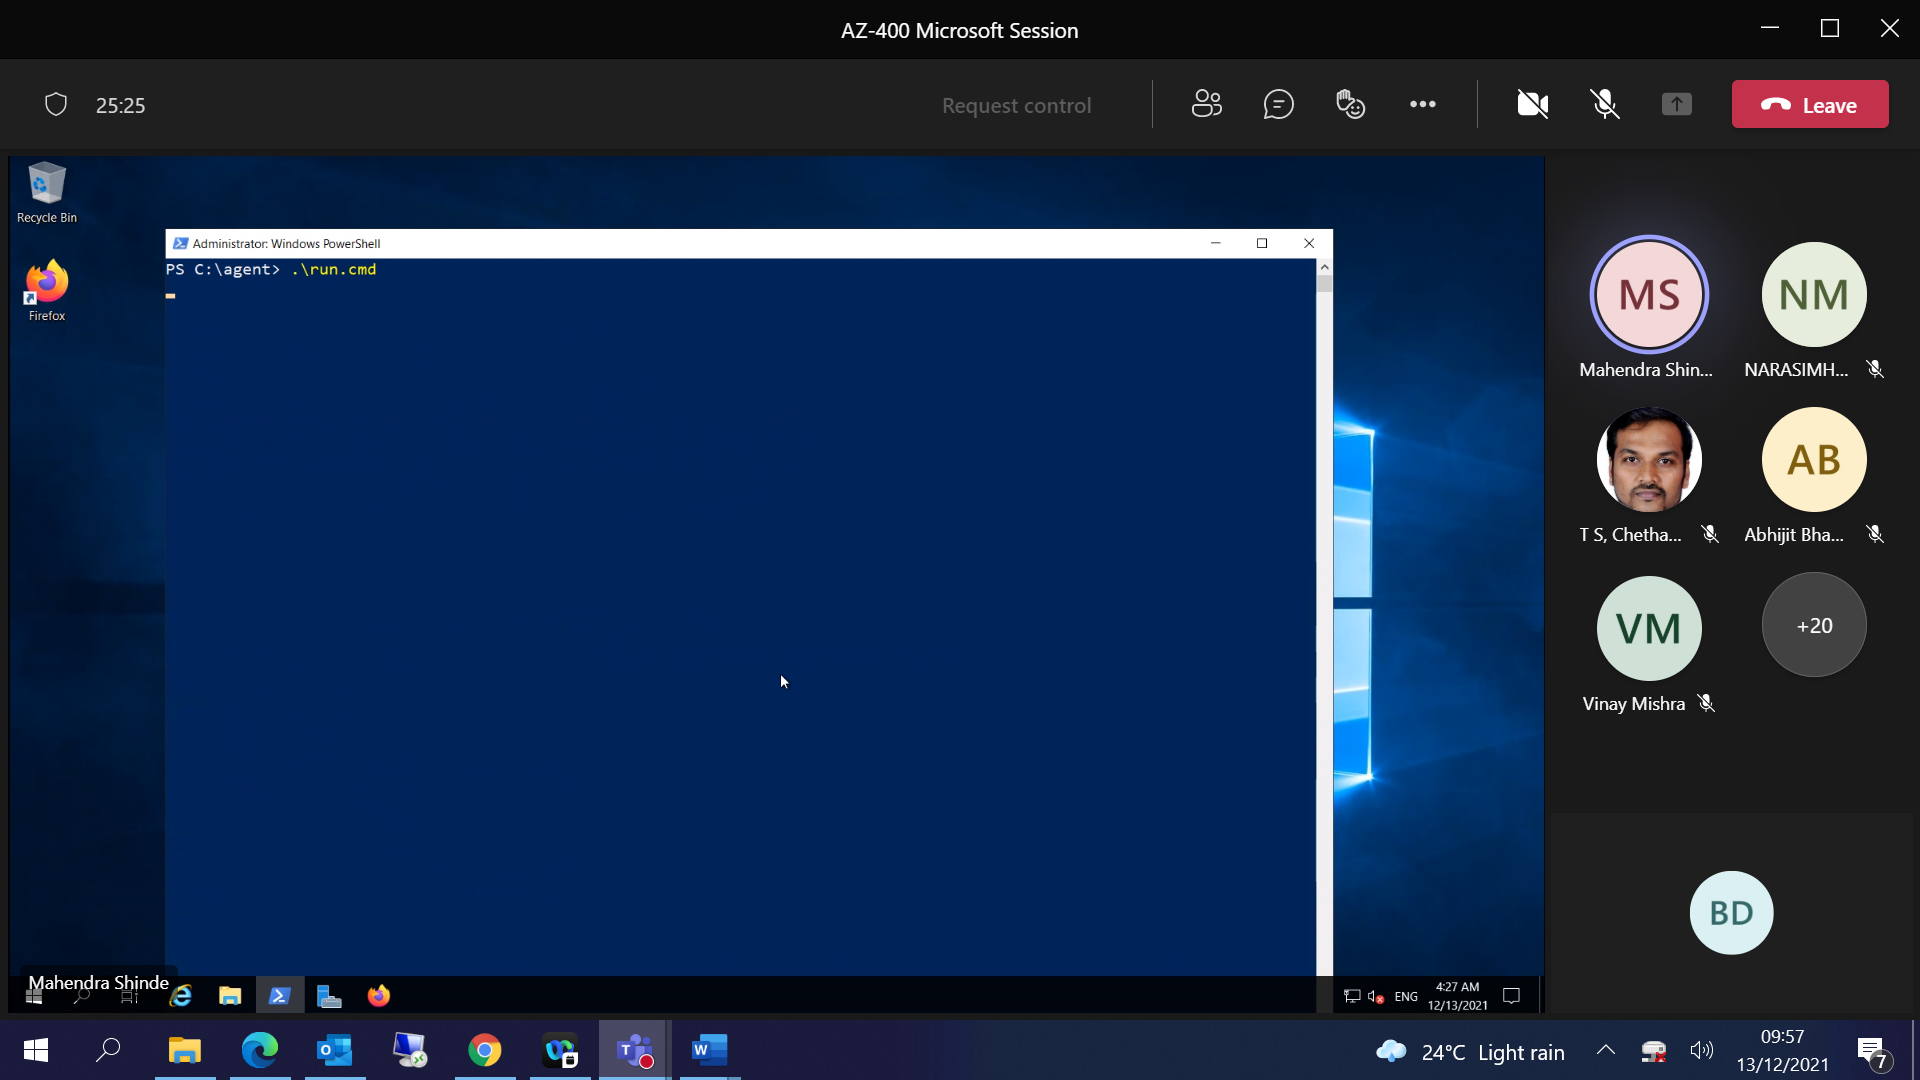 AZ-400 Microsoft Session
25:25
Request control
Leave
Recycle Bin
Firefox
Administrator: Windows PowerShell
PS C:\agent> .\run.cmd
MS
Mahendra Shin...
NM
NARASIMH...
T S, Chetha...
AB
Abhijit Bha...
VM
Vinay Mishra
+20
BD
Mahendra Shinde
ENG
4:27 AM
12/13/2021
24°C Light rain
09:57
13/12/2021
7